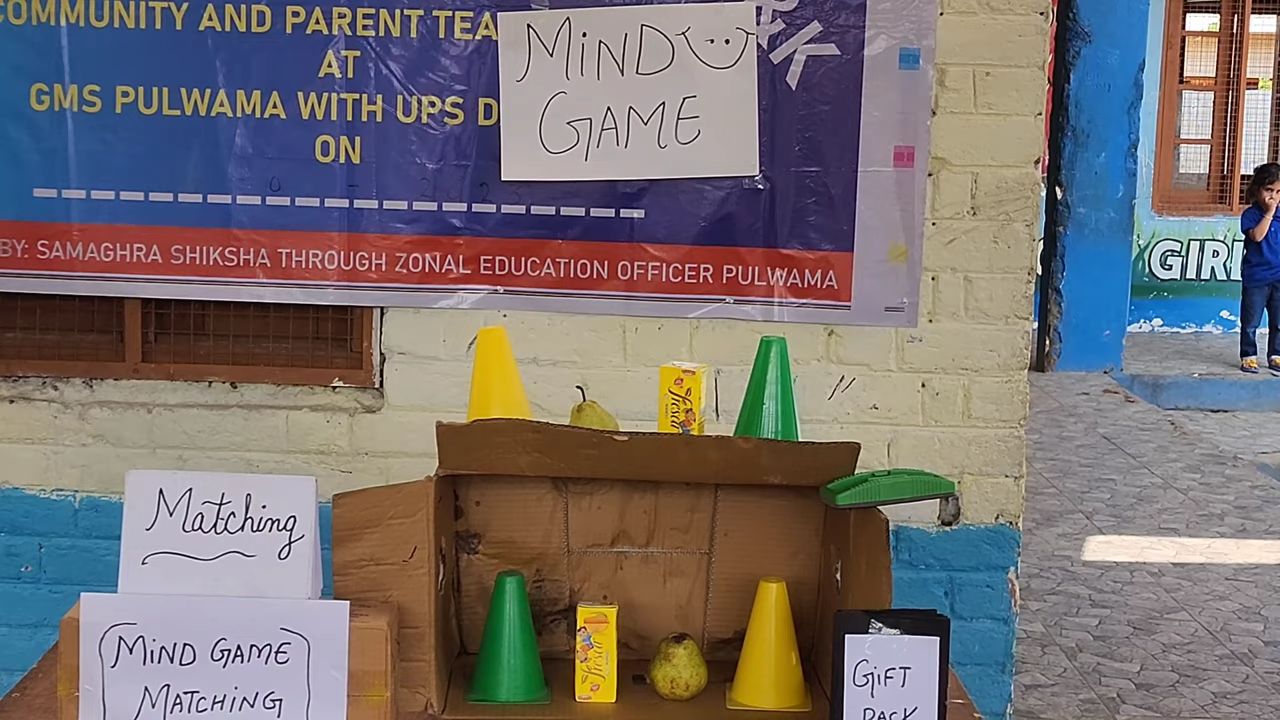 COMMUNITY AND PARENT TEA
AT
GMS PULWAMA WITH UPS D
ON
BY: SAMAGHRA SHIKSHA THROUGH ZONAL EDUCATION OFFICER PULWAMA
MiND
GAME
GIRL
Matching
MiND GAME
MATCHING
GiFT
PACK